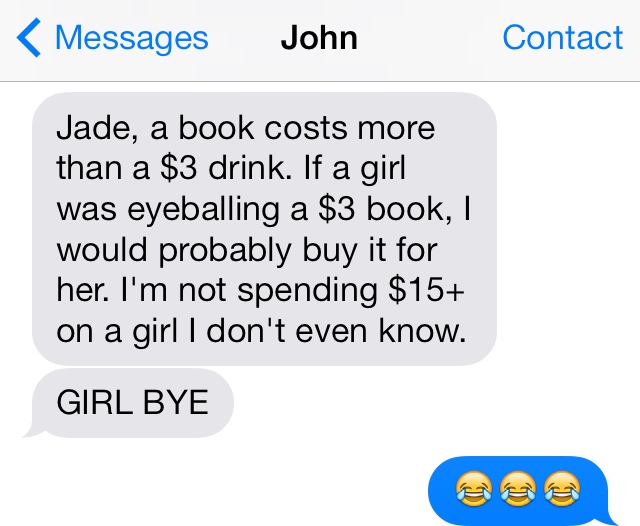 Messages John Contact
Jade, a book costs more
than a $3 drink. If a girl
was eyeballing a $3 book, I
would probably buy it for
her. I'm not spending $15+
on a girl I don't even know.
GIRL BYE
😂😂😂